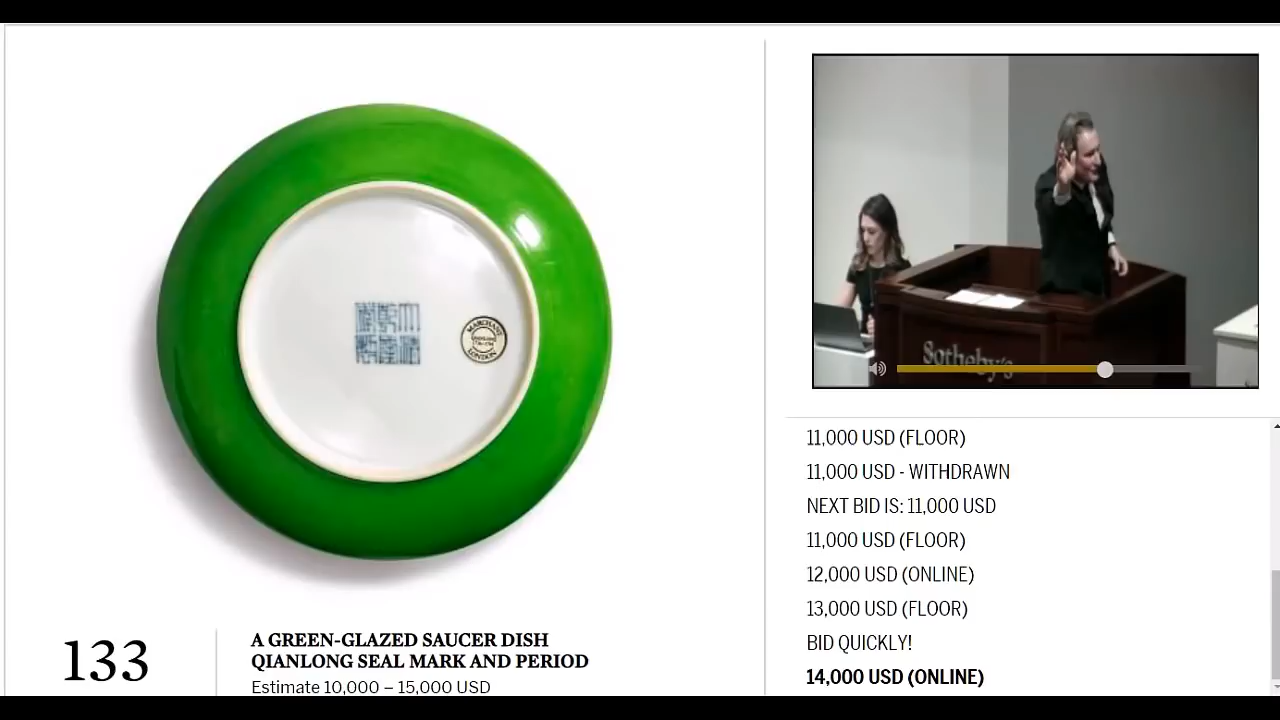 MARCHANT
LONDON
133
A GREEN-GLAZED SAUCER DISH
QIANLONG SEAL MARK AND PERIOD
Estimate 10,000 – 15,000 USD
Sotheby's
11,000 USD (FLOOR)
11,000 USD - WITHDRAWN
NEXT BID IS: 11,000 USD
11,000 USD (FLOOR)
12,000 USD (ONLINE)
13,000 USD (FLOOR)
BID QUICKLY!
14,000 USD (ONLINE)